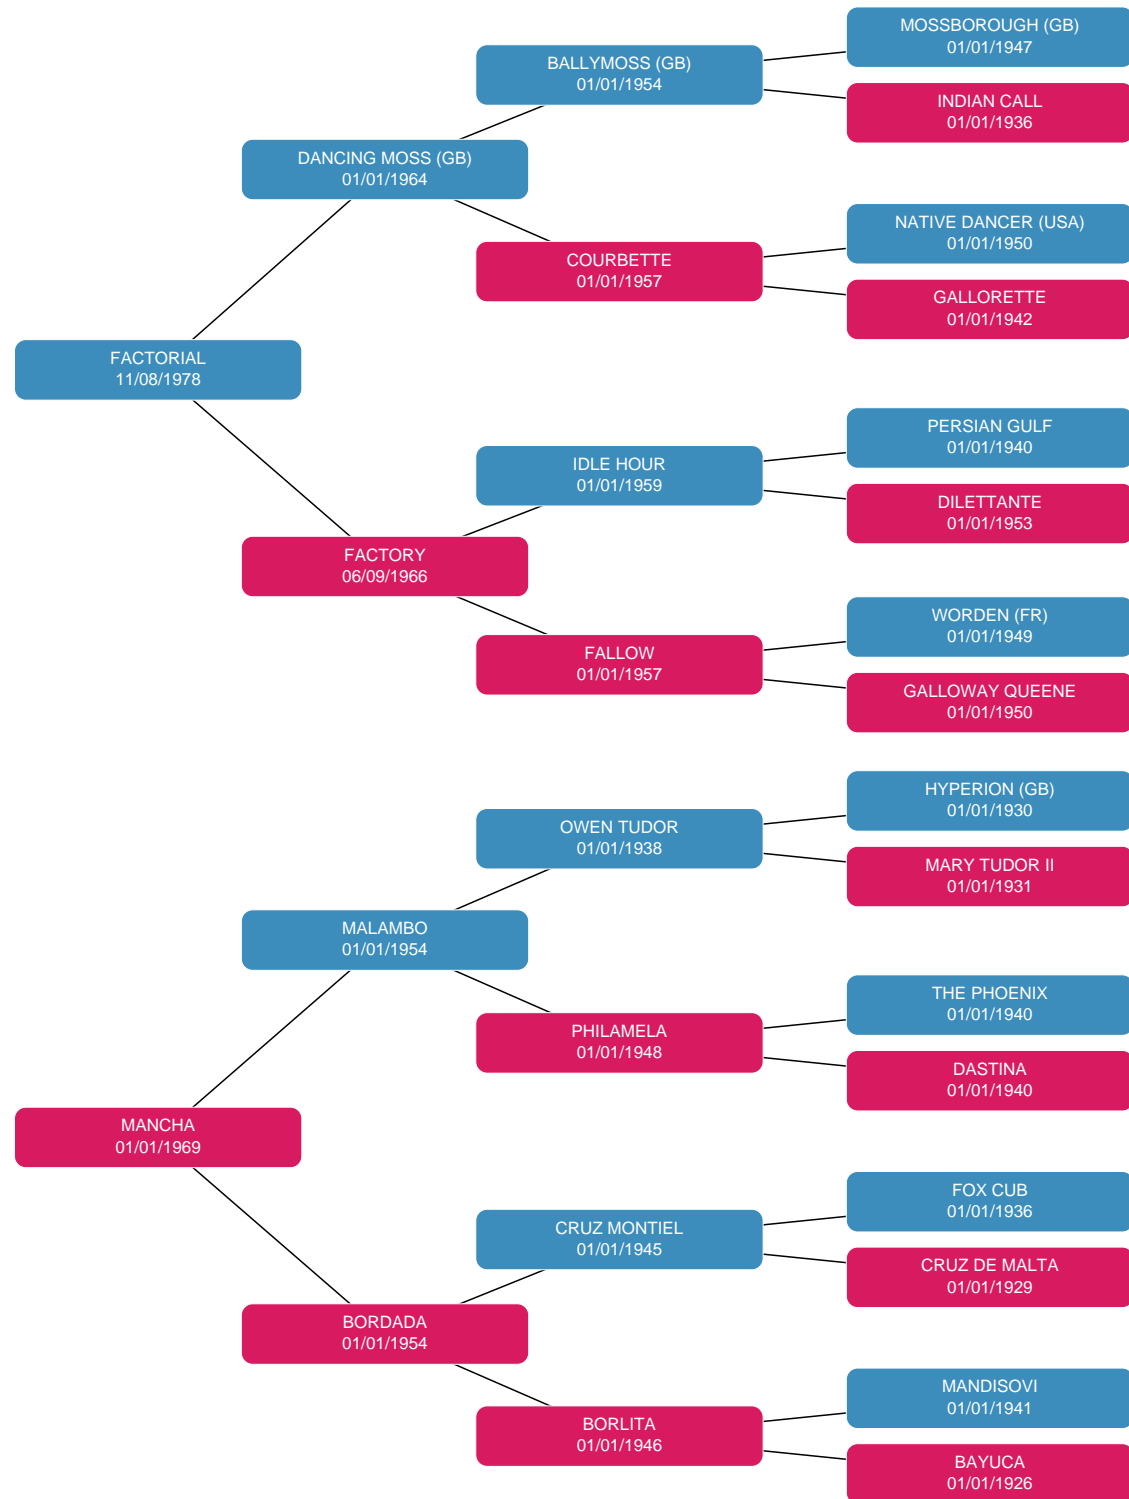 MOSSBOROUGH (GB)
01/01/1947
BALLYMOSS (GB)
01/01/1954
INDIAN CALL
01/01/1936
DANCING MOSS (GB)
01/01/1964
NATIVE DANCER (USA)
01/01/1950
COURBETTE
01/01/1957
GALLORETTE
01/01/1942
FACTORIAL
11/08/1978
PERSIAN GULF
01/01/1940
IDLE HOUR
01/01/1959
DILETTANTE
01/01/1953
FACTORY
06/09/1966
WORDEN (FR)
01/01/1949
FALLOW
01/01/1957
GALLOWAY QUEENE
01/01/1950
HYPERION (GB)
01/01/1930
OWEN TUDOR
01/01/1938
MARY TUDOR II
01/01/1931
MALAMBO
01/01/1954
THE PHOENIX
01/01/1940
PHILAMELA
01/01/1948
DASTINA
01/01/1940
MANCHA
01/01/1969
FOX CUB
01/01/1936
CRUZ MONTIEL
01/01/1945
CRUZ DE MALTA
01/01/1929
BORDADA
01/01/1954
MANDISOVI
01/01/1941
BORLITA
01/01/1946
BAYUCA
01/01/1926